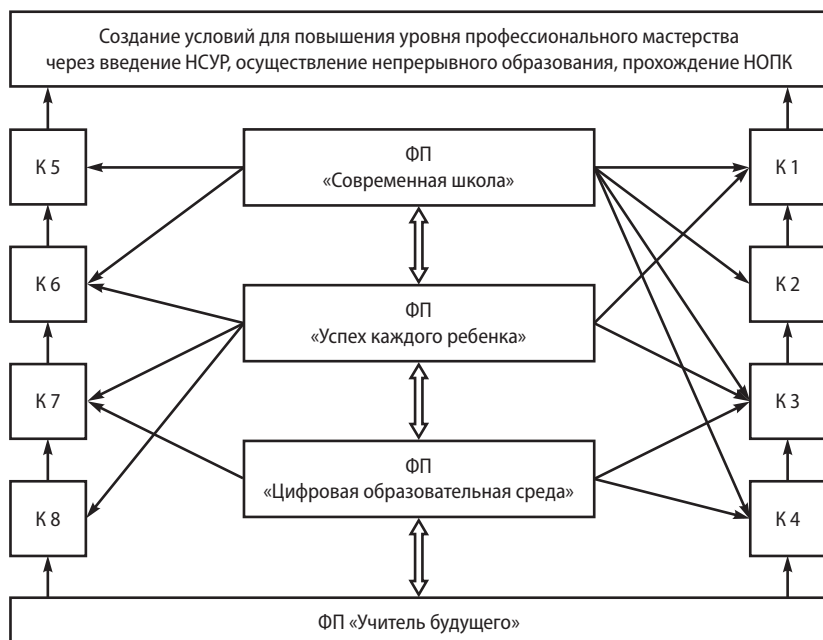 Создание условий для повышения уровня профессионального мастерства
через введение НСУР, осуществление непрерывного образования, прохождение НОПК
К 5
ФП
«Современная школа»
К 1
К 6
ФП
«Успех каждого ребенка»
К 2
К 7
ФП
«Цифровая образовательная среда»
К 3
К 8
К 4
ФП «Учитель будущего»